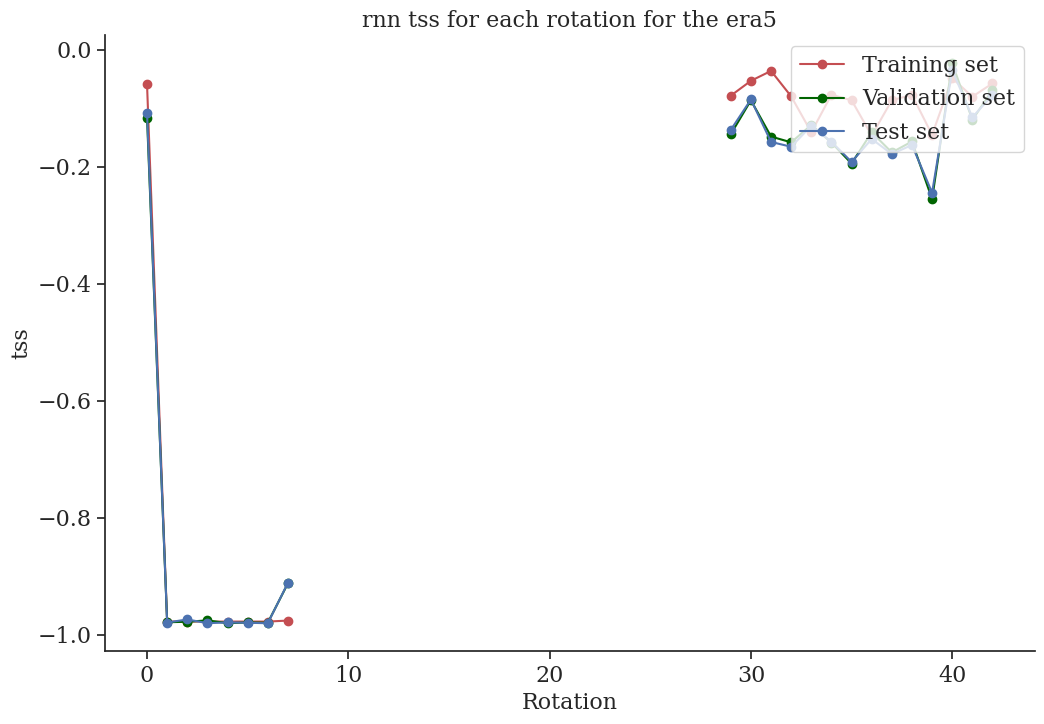 rnn tss for each rotation for the era5
Training set
Validation set
Test set
0.0
−0.2
−0.4
−0.6
−0.8
−1.0
tss
0 10 20 30 40
Rotation